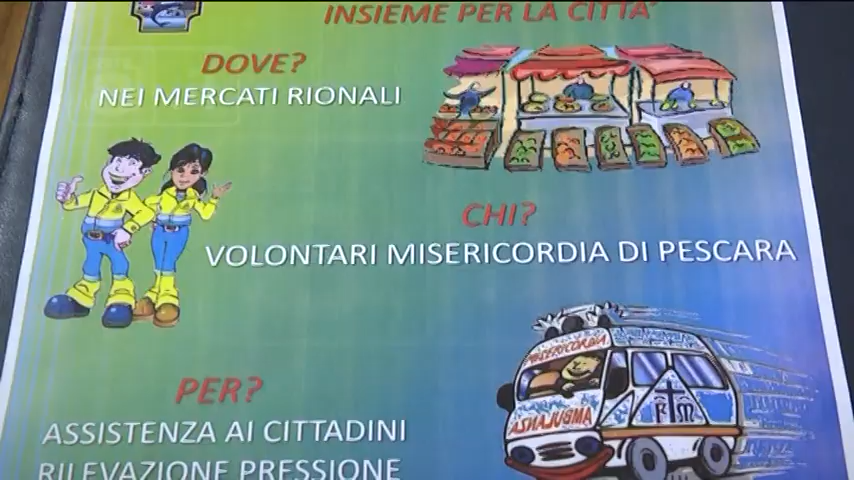 INSIEME PER LA CITTA'
DOVE?
NEI MERCATI RIONALI
CHI?
VOLONTARI MISERICORDIA DI PESCARA
MISERICORDIA
AMBULANZA
M
PER?
ASSISTENZA AI CITTADINI
RILEVAZIONE PRESSIONE